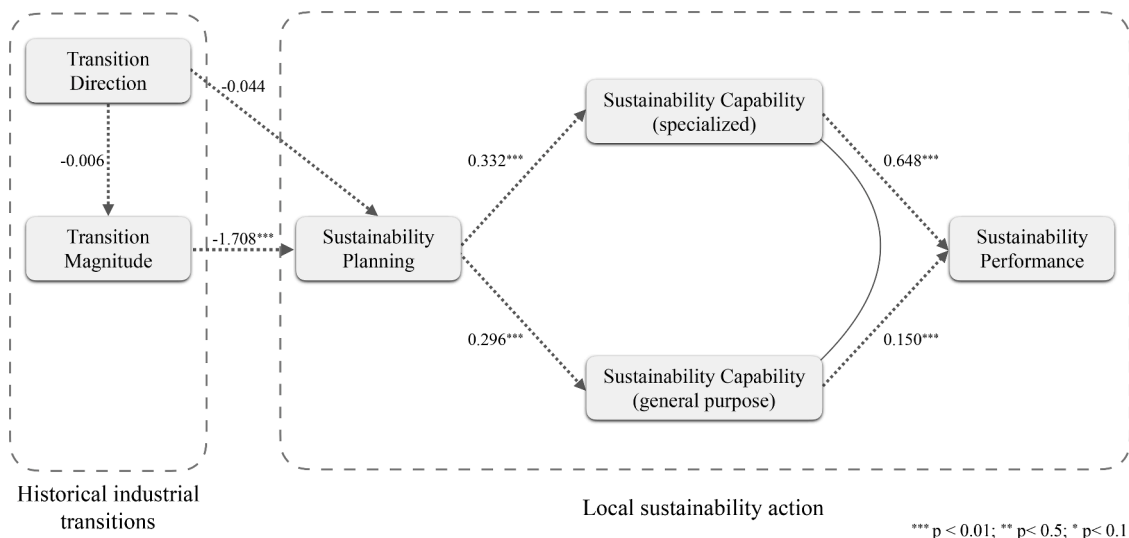 Transition
Direction
-0.044
Sustainability Capability
(specialized)
-0.006
0.332***
0.648***
Transition
Magnitude
-1.708***
Sustainability
Planning
Sustainability
Performance
0.296***
0.150***
Sustainability Capability
(general purpose)
Historical industrial
transitions
Local sustainability action
*** p < 0.01; ** p< 0.5; * p< 0.1